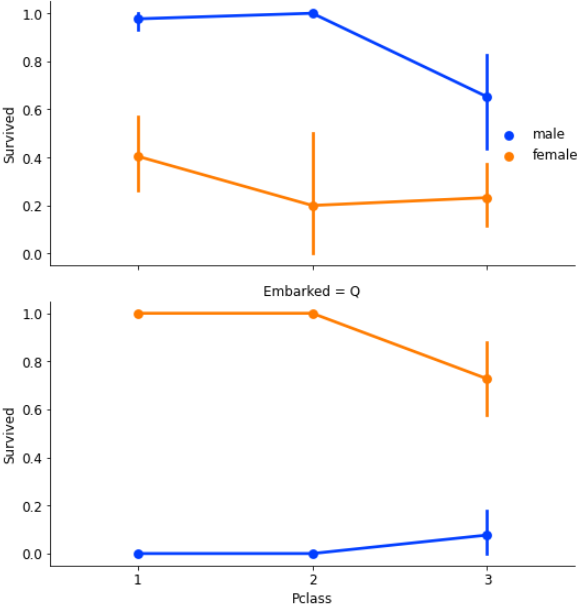 1.0
0.8
0.6
0.4
0.2
0.0
Survived
male
female
Embarked = Q
1.0
0.8
0.6
0.4
0.2
0.0
Survived
1 2 3
Pclass